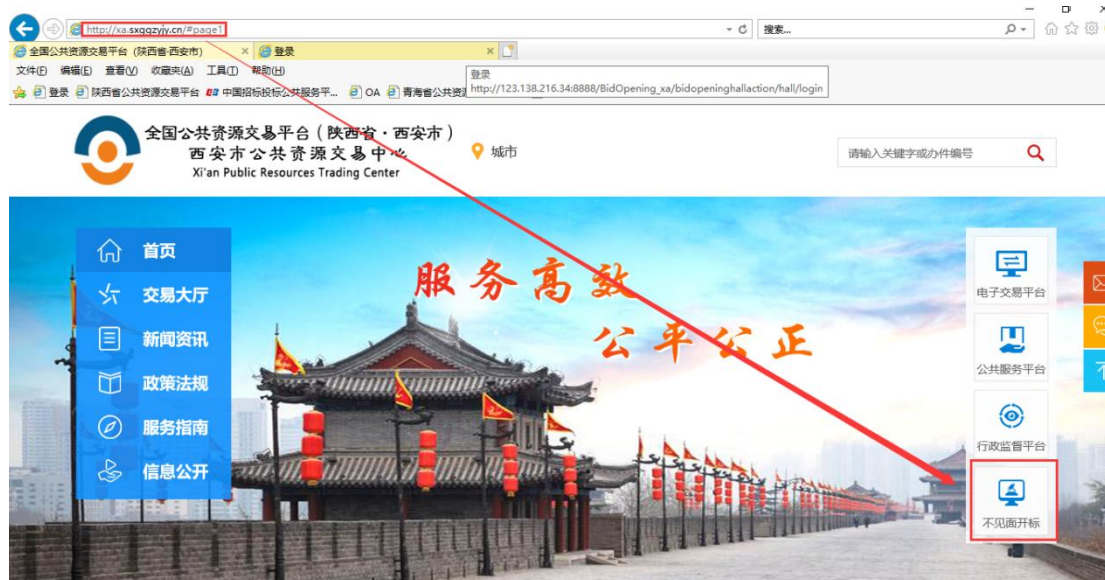 http://xa.sxggzyjy.cn/#page1
搜索...
全国公共资源交易平台（陕西省·西安市）
登录
文件(F) 编辑(E) 查看(V) 收藏夹(A) 工具(T) 帮助(H)
登录
http://123.138.216.34:8888/BidOpening_xa/bidopeninghallaction/hall/login
登录 陕西省公共资源交易平台 中国招标投标公共服务平... OA 青海省公共资
全国公共资源交易平台（陕西省·西安市）
西安市公共资源交易中心
Xi'an Public Resources Trading Center
城市
请输入关键字或办件编号
首页
交易大厅
新闻资讯
政策法规
服务指南
信息公开
服务高效
公平公正
电子交易平台
公共服务平台
行政监督平台
不见面开标